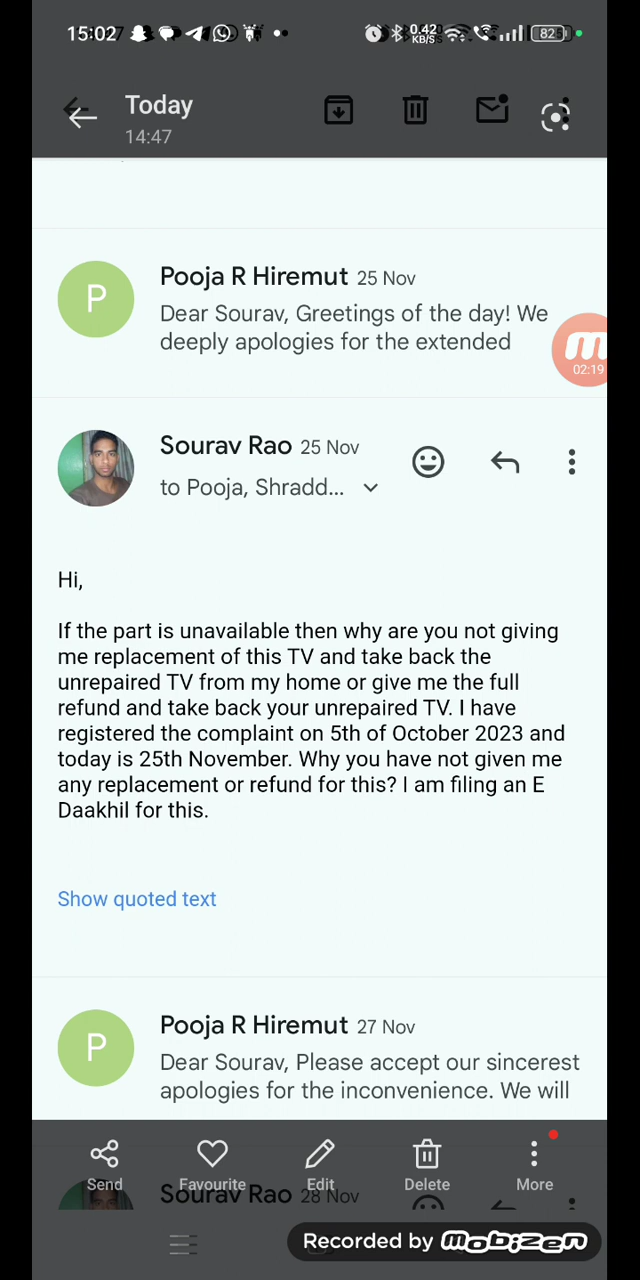 15:02
0.42
KB/S
82
Today
14:47
P
Pooja R Hiremut 25 Nov
Dear Sourav, Greetings of the day! We
deeply apologies for the extended
02:19
Sourav Rao 25 Nov
to Pooja, Shradd...
Hi,
If the part is unavailable then why are you not giving
me replacement of this TV and take back the
unrepaired TV from my home or give me the full
refund and take back your unrepaired TV. I have
registered the complaint on 5th of October 2023 and
today is 25th November. Why you have not given me
any replacement or refund for this? I am filing an E
Daakhil for this.
Show quoted text
P
Pooja R Hiremut 27 Nov
Dear Sourav, Please accept our sincerest
apologies for the inconvenience. We will
Send Favourite Edit Delete More
Sourav Rao 28 Nov
Recorded by mobizen